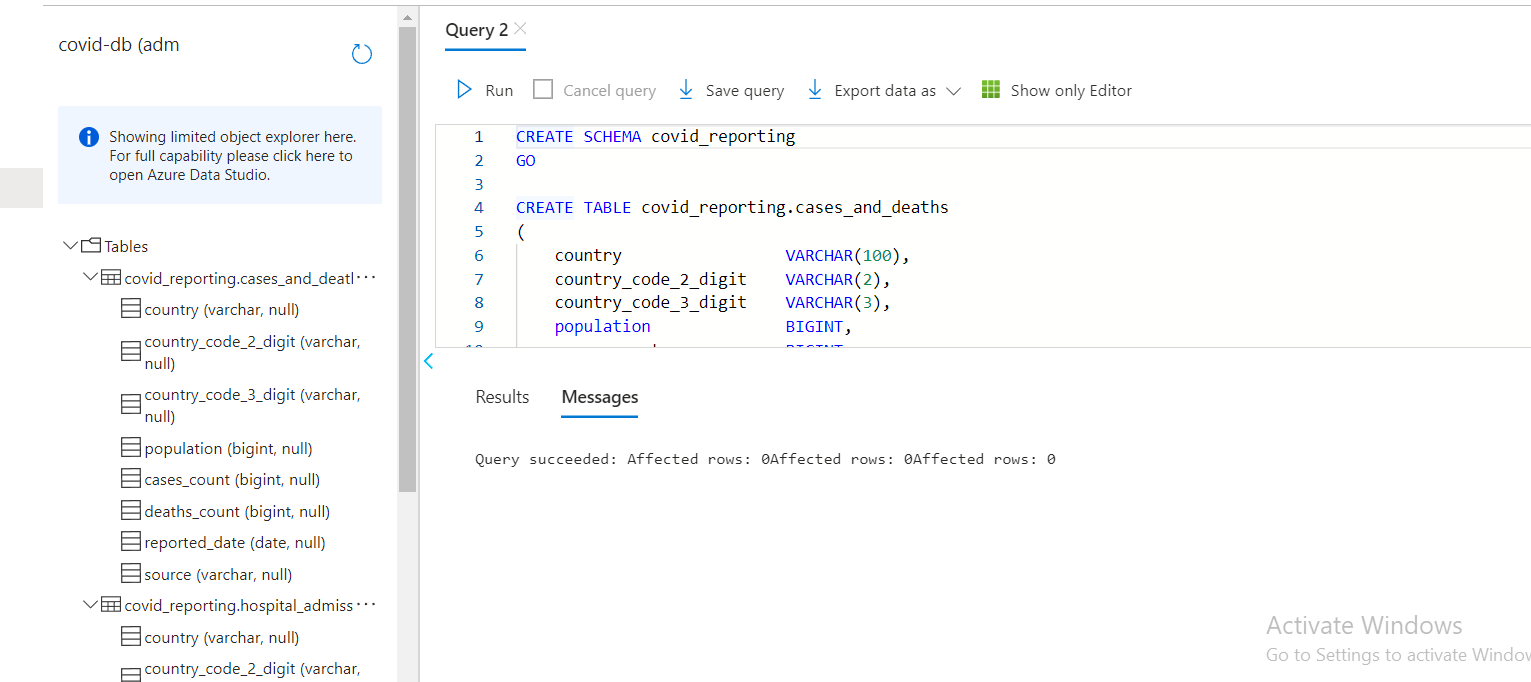 covid-db (adm
Showing limited object explorer here.
For full capability please click here to
open Azure Data Studio.
Tables
covid_reporting.cases_and_deatl···
country (varchar, null)
country_code_2_digit (varchar,
null)
country_code_3_digit (varchar,
null)
population (bigint, null)
cases_count (bigint, null)
deaths_count (bigint, null)
reported_date (date, null)
source (varchar, null)
covid_reporting.hospital_admiss···
country (varchar, null)
country_code_2_digit (varchar,
Query 2
Run Cancel query Save query Export data as Show only Editor
1 CREATE SCHEMA covid_reporting
2 GO
3
4 CREATE TABLE covid_reporting.cases_and_deaths
5 (
6 country VARCHAR(100),
7 country_code_2_digit VARCHAR(2),
8 country_code_3_digit VARCHAR(3),
9 population BIGINT,
Results Messages
Query succeeded: Affected rows: 0Affected rows: 0Affected rows: 0
Activate Windows
Go to Settings to activate Window